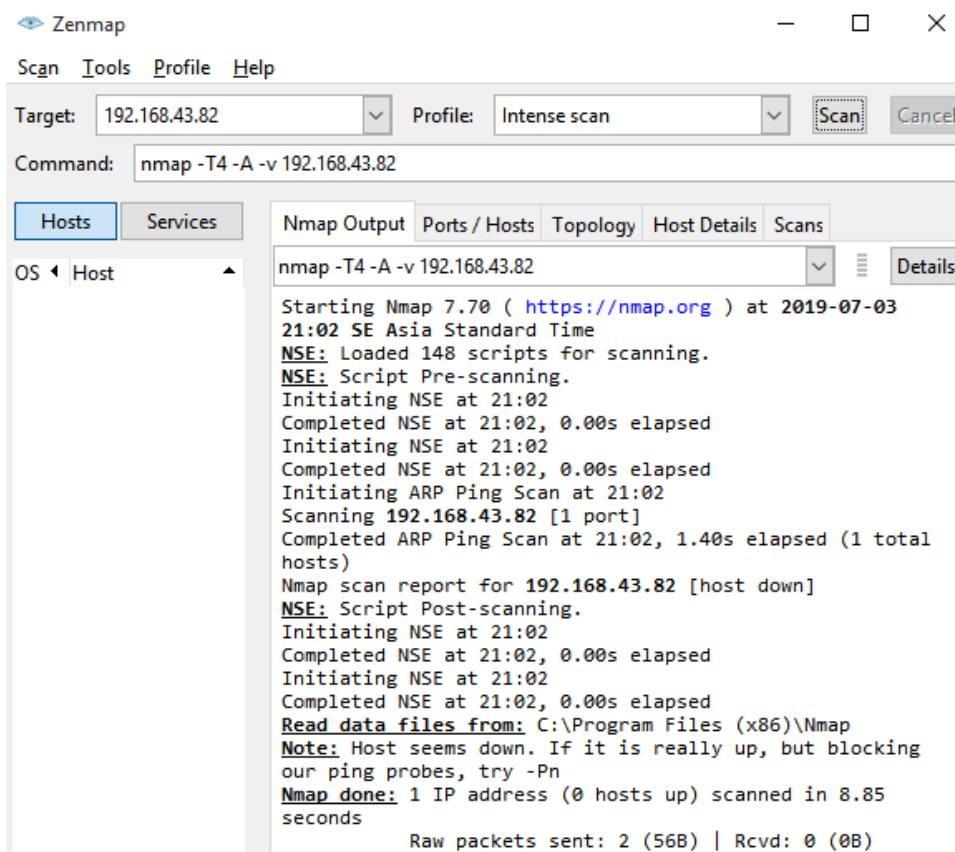 Zenmap
Scan Tools Profile Help
Target: 192.168.43.82 Profile: Intense scan Scan Cancel
Command: nmap -T4 -A -v 192.168.43.82
Hosts Services Nmap Output Ports / Hosts Topology Host Details Scans
OS Host nmap -T4 -A -v 192.168.43.82 Details
Starting Nmap 7.70 ( https://nmap.org ) at 2019-07-03
21:02 SE Asia Standard Time
NSE: Loaded 148 scripts for scanning.
NSE: Script Pre-scanning.
Initiating NSE at 21:02
Completed NSE at 21:02, 0.00s elapsed
Initiating NSE at 21:02
Completed NSE at 21:02, 0.00s elapsed
Initiating ARP Ping Scan at 21:02
Scanning 192.168.43.82 [1 port]
Completed ARP Ping Scan at 21:02, 1.40s elapsed (1 total
hosts)
Nmap scan report for 192.168.43.82 [host down]
NSE: Script Post-scanning.
Initiating NSE at 21:02
Completed NSE at 21:02, 0.00s elapsed
Initiating NSE at 21:02
Completed NSE at 21:02, 0.00s elapsed
Read data files from: C:\Program Files (x86)\Nmap
Note: Host seems down. If it is really up, but blocking
our ping probes, try -Pn
Nmap done: 1 IP address (0 hosts up) scanned in 8.85
seconds
Raw packets sent: 2 (56B) | Rcvd: 0 (0B)